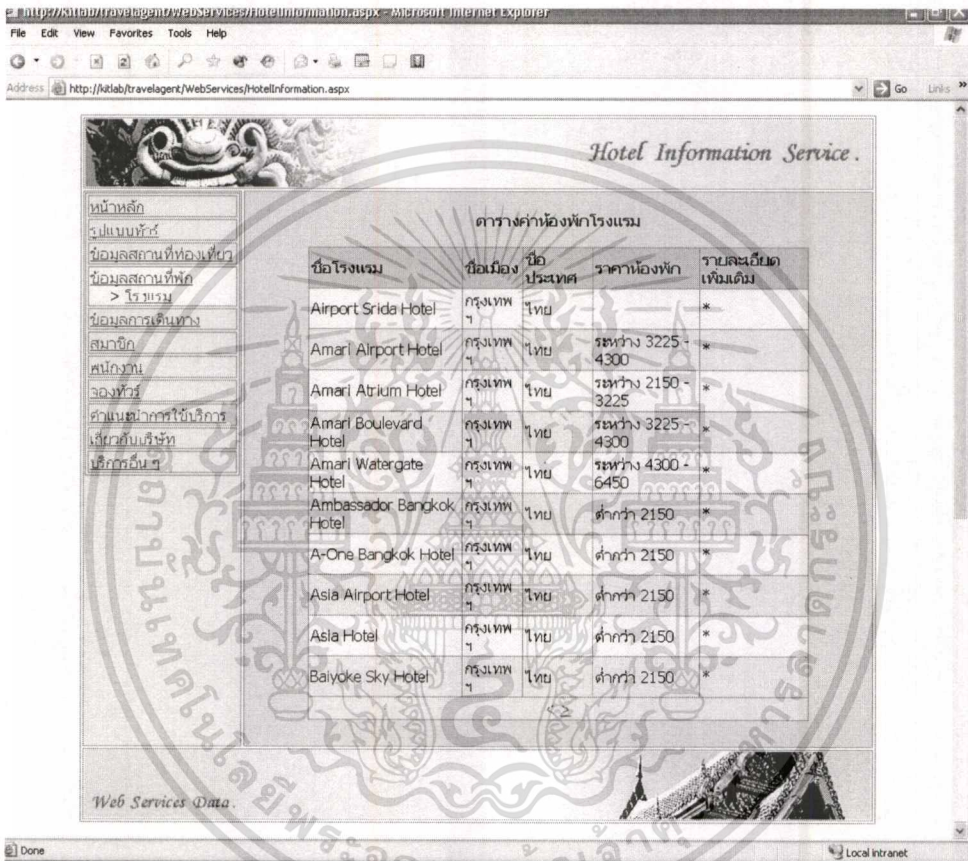 http://kitlab/travelagent/WebServices/HotelInformation.aspx - Microsoft Internet Explorer
File Edit View Favorites Tools Help
Address http://kitlab/travelagent/WebServices/HotelInformation.aspx Go Links »
Hotel Information Service .
หน้าหลัก
รูปแบบทัวร์
ข้อมูลสถานที่ท่องเที่ยว
ข้อมูลสถานที่พัก
> โรงแรม
ข้อมูลการเดินทาง
สมาชิก
พนักงาน
จองทัวร์
คำแนะนำการใช้บริการ
เกี่ยวกับบริษัท
บริการอื่น ๆ
ตารางค่าห้องพักโรงแรม
ชื่อโรงแรม ชื่อเมือง ชื่อประเทศ ราคาห้องพัก รายละเอียดเพิ่มเติม
Airport Srida Hotel กรุงเทพฯ ไทย *
Amari Airport Hotel กรุงเทพฯ ไทย ระหว่าง 3225 - 4300 *
Amari Atrium Hotel กรุงเทพฯ ไทย ระหว่าง 2150 - 3225 *
Amari Boulevard Hotel กรุงเทพฯ ไทย ระหว่าง 3225 - 4300 *
Amari Watergate Hotel กรุงเทพฯ ไทย ระหว่าง 4300 - 6450 *
Ambassador Bangkok Hotel กรุงเทพฯ ไทย ต่ำกว่า 2150 *
A-One Bangkok Hotel กรุงเทพฯ ไทย ต่ำกว่า 2150 *
Asia Airport Hotel กรุงเทพฯ ไทย ต่ำกว่า 2150 *
Asia Hotel กรุงเทพฯ ไทย ต่ำกว่า 2150 *
Baiyoke Sky Hotel กรุงเทพฯ ไทย ต่ำกว่า 2150 *
Web Services Data .
Done
Local intranet